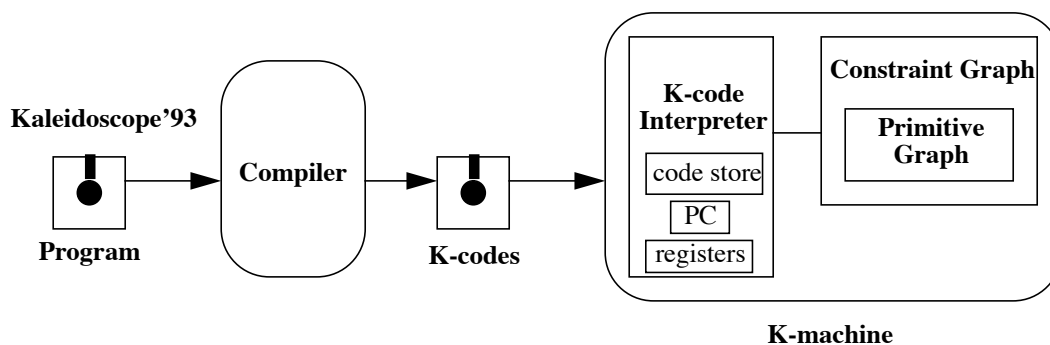 Kaleidoscope'93
Program
Compiler
K-codes
K-code
Interpreter
code store
PC
registers
Constraint Graph
Primitive
Graph
K-machine